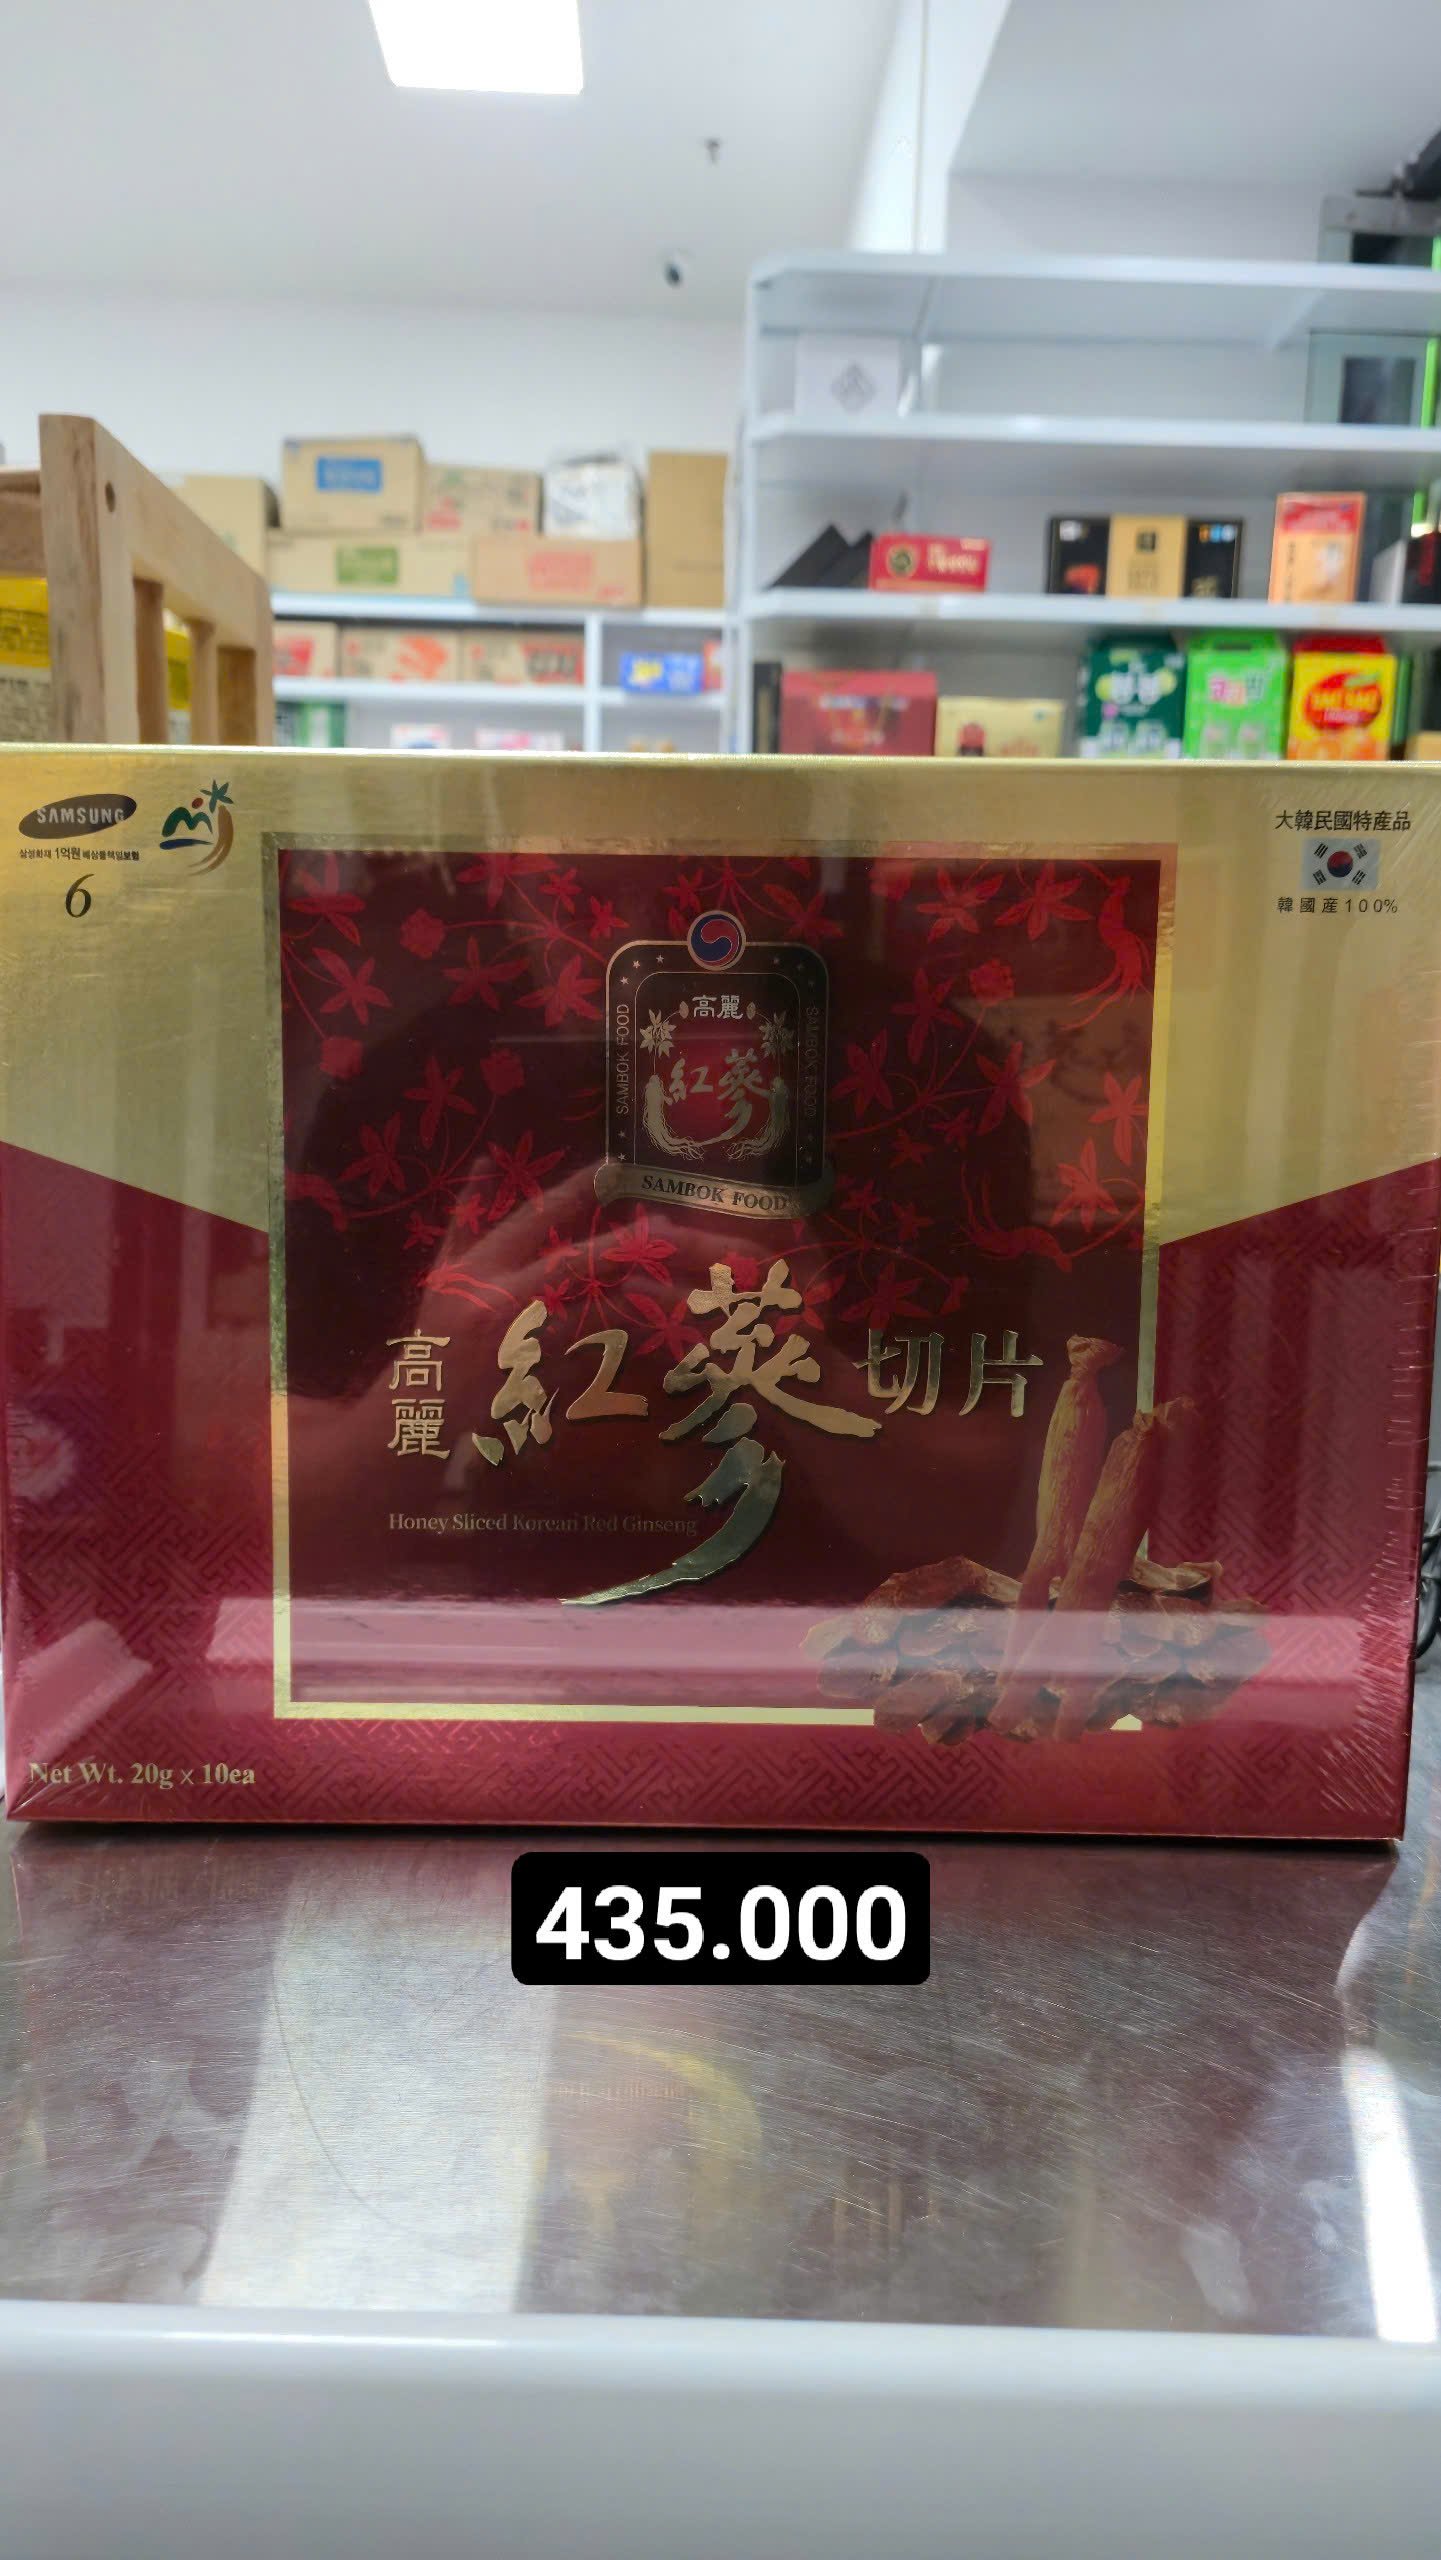 SAMSUNG
삼성화재 1억원 배상물책임보험
6
大韓民國特産品
韓國産100%
高麗
紅蔘
SAMBOK FOOD
SAMBOK FOOD
SAMBOK FOOD
高麗 紅蔘 切片
Honey Sliced Korean Red Ginseng
Net Wt. 20g x 10ea
435.000